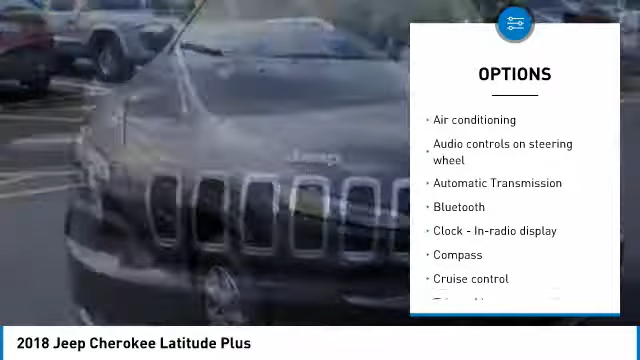 OPTIONS
Air conditioning
Audio controls on steering
wheel
Automatic Transmission
Bluetooth
Clock - In-radio display
Compass
Cruise control
Jeep
2018 Jeep Cherokee Latitude Plus